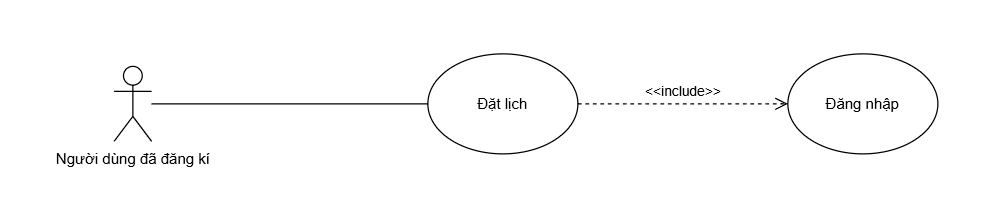 <<include>>
Đặt lịch
Đăng nhập
Người dùng đã đăng kí